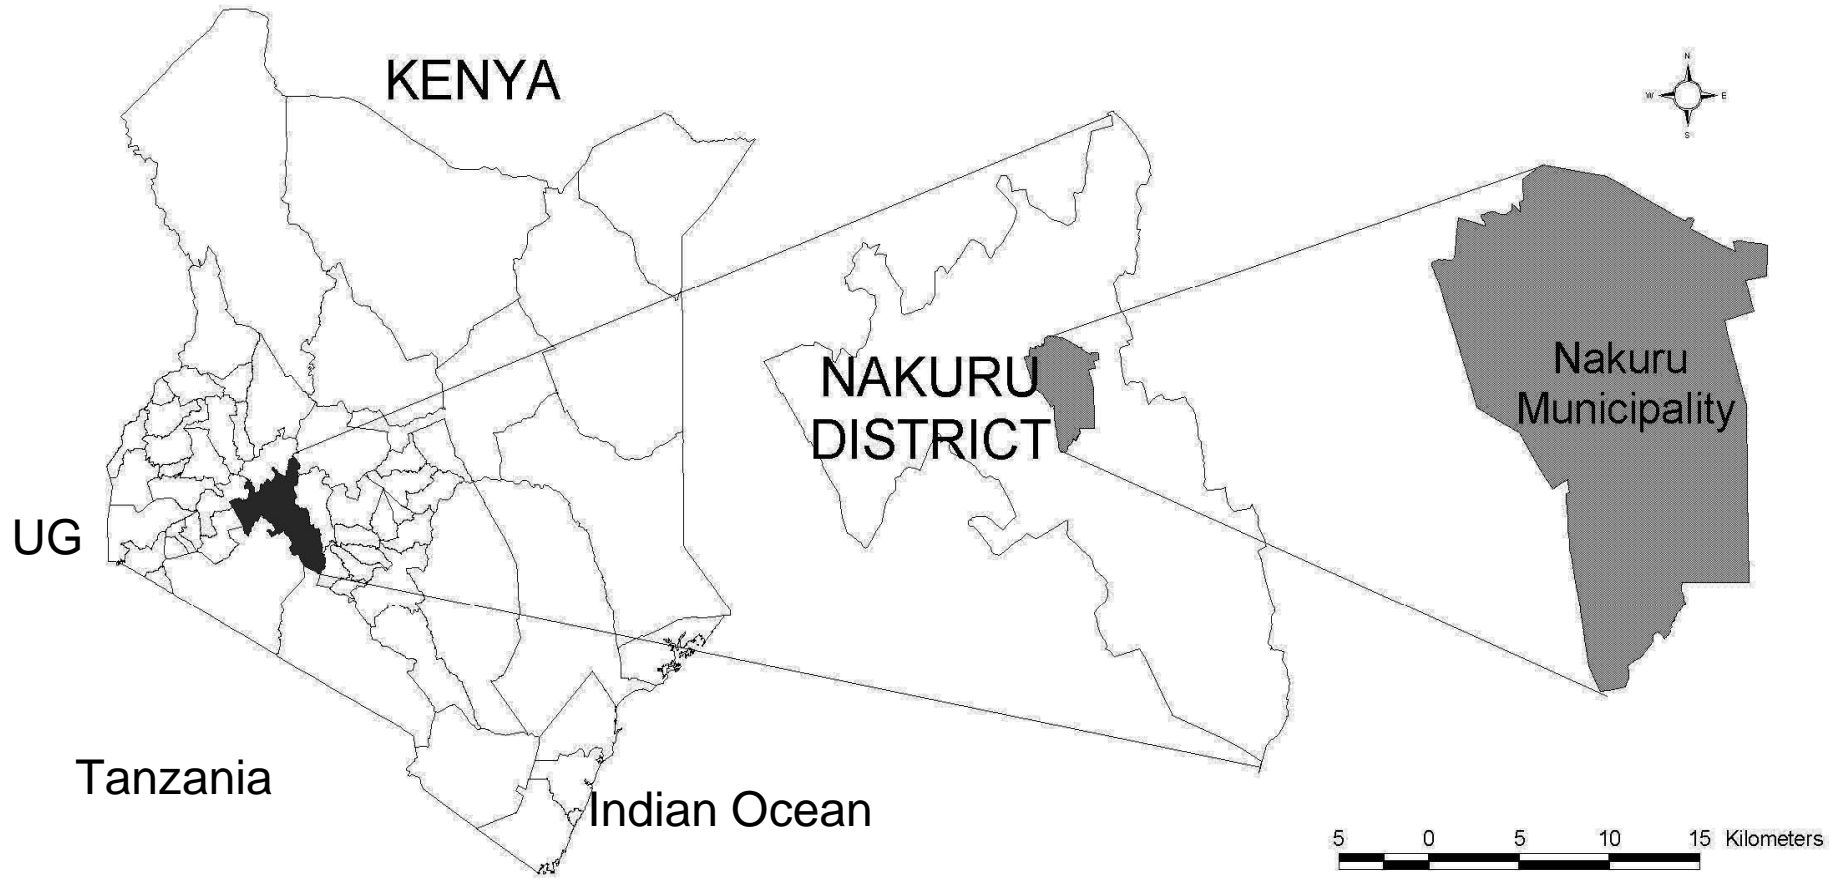 KENYA
N
W E
S
NAKURU
DISTRICT
Nakuru
Municipality
UG
Tanzania
Indian Ocean
5 0 5 10 15 Kilometers